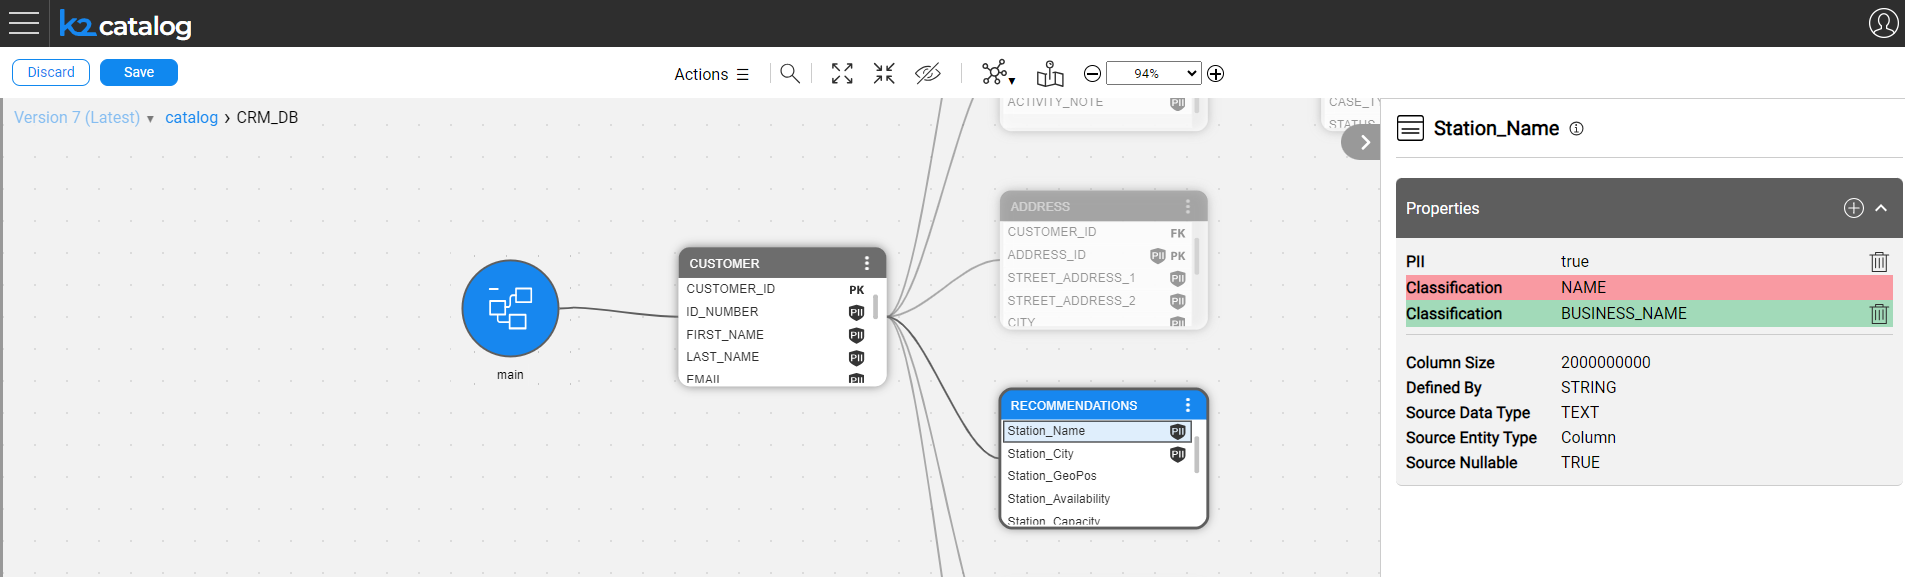 k2catalog
Discard
Save
Actions
94%
Version 7 (Latest) ▾ catalog › CRM_DB
ACTIVITY_NOTE PII
CASE_TY
STATUS
ADDRESS
CUSTOMER_ID FK
ADDRESS_ID PII PK
STREET_ADDRESS_1 PII
STREET_ADDRESS_2 PII
CITY PII
main
CUSTOMER
CUSTOMER_ID PK
ID_NUMBER PII
FIRST_NAME PII
LAST_NAME PII
EMAIL PII
RECOMMENDATIONS
Station_Name PII
Station_City PII
Station_GeoPos
Station_Availability
Station_Capacity
Station_Name
Properties
PII true
Classification NAME
Classification BUSINESS_NAME
Column Size 2000000000
Defined By STRING
Source Data Type TEXT
Source Entity Type Column
Source Nullable TRUE